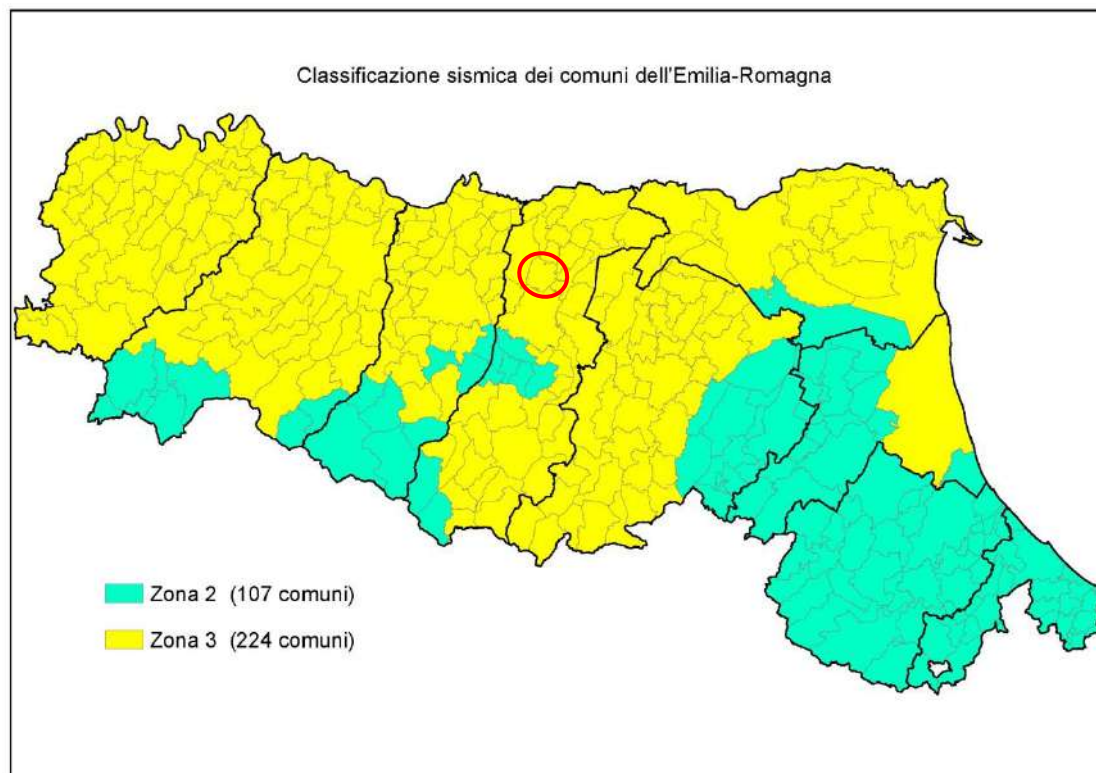 Classificazione sismica dei comuni dell'Emilia-Romagna
Zona 2 (107 comuni)
Zona 3 (224 comuni)